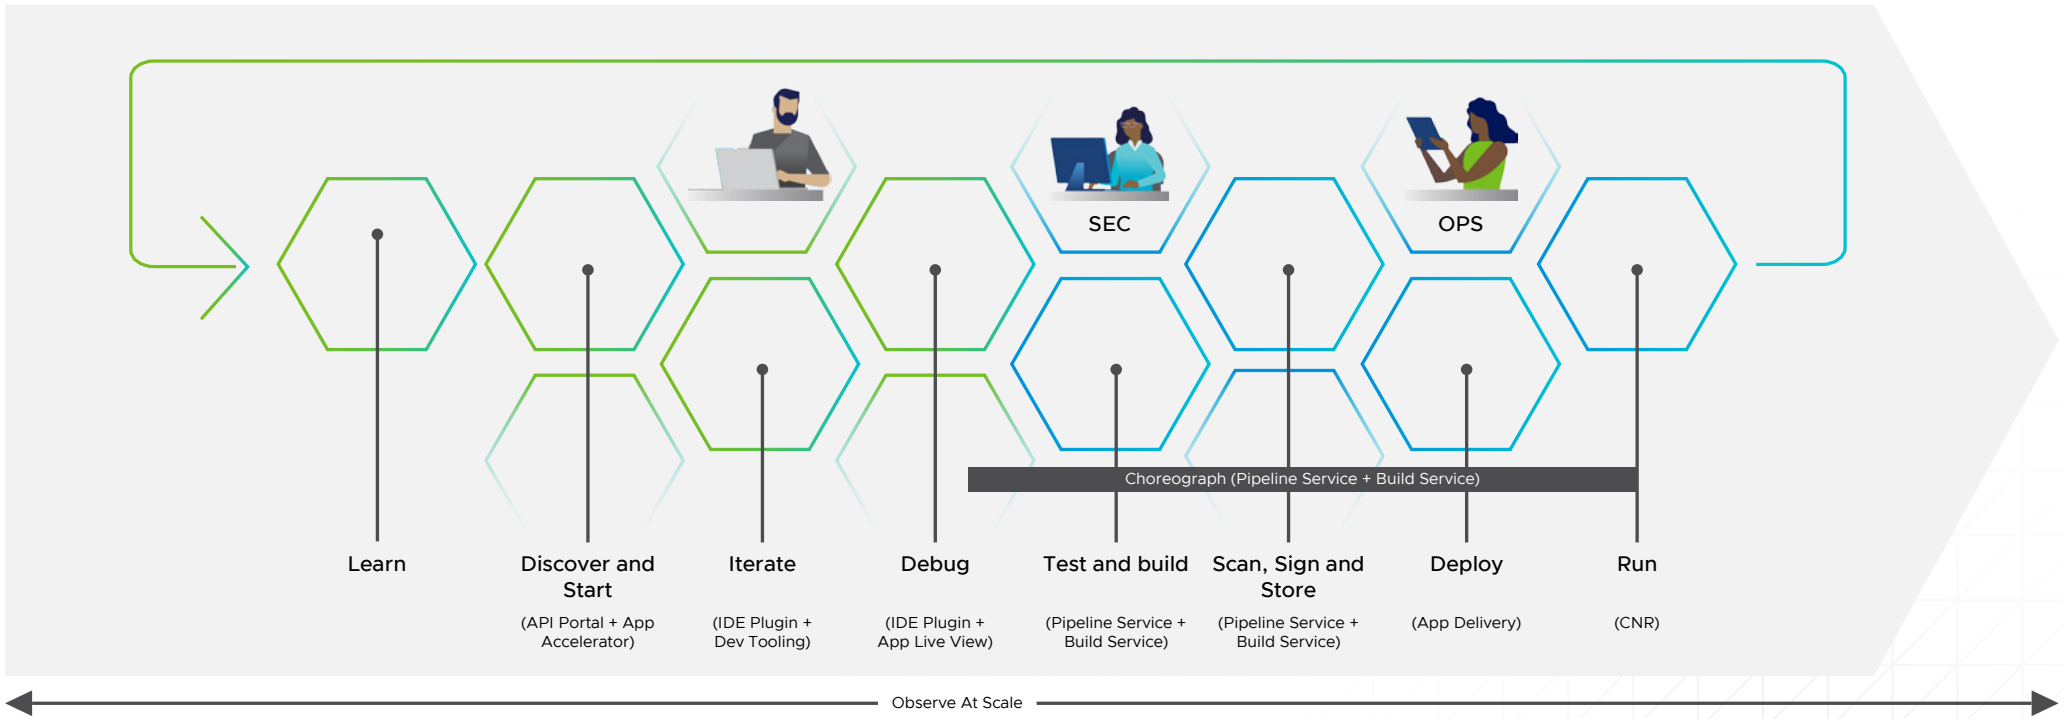 SEC
OPS
Choreograph (Pipeline Service + Build Service)
Learn
Discover and
Start
(API Portal + App
Accelerator)
Iterate
(IDE Plugin +
Dev Tooling)
Debug
(IDE Plugin +
App Live View)
Test and build
(Pipeline Service +
Build Service)
Scan, Sign and
Store
(Pipeline Service +
Build Service)
Deploy
(App Delivery)
Run
(CNR)
Observe At Scale